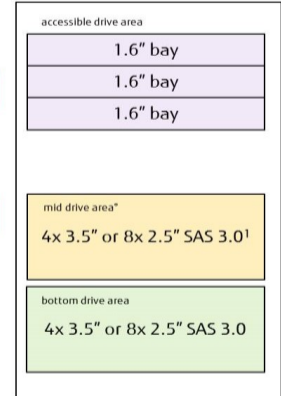 accessible drive area
1.6" bay
1.6" bay
1.6" bay
mid drive area*
4x 3.5" or 8x 2.5" SAS 3.0¹
bottom drive area
4x 3.5" or 8x 2.5" SAS 3.0